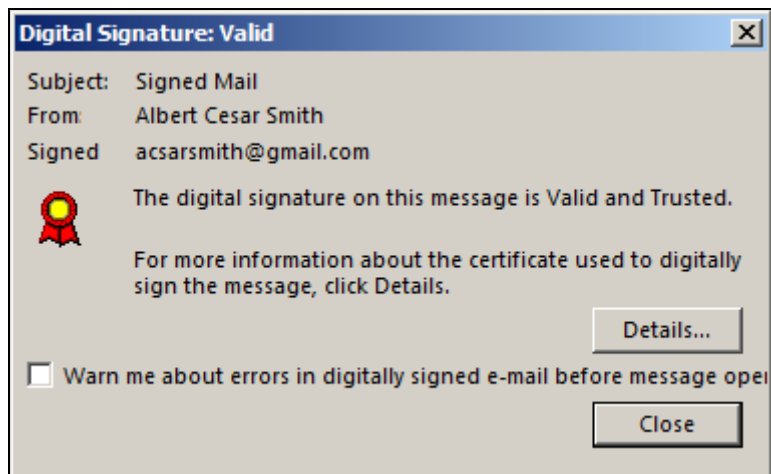 Digital Signature: Valid
Subject: Signed Mail
From: Albert Cesar Smith
Signed acsarsmith@gmail.com
The digital signature on this message is Valid and Trusted.
For more information about the certificate used to digitally
sign the message, click Details.
Details...
Warn me about errors in digitally signed e-mail before message oper
Close